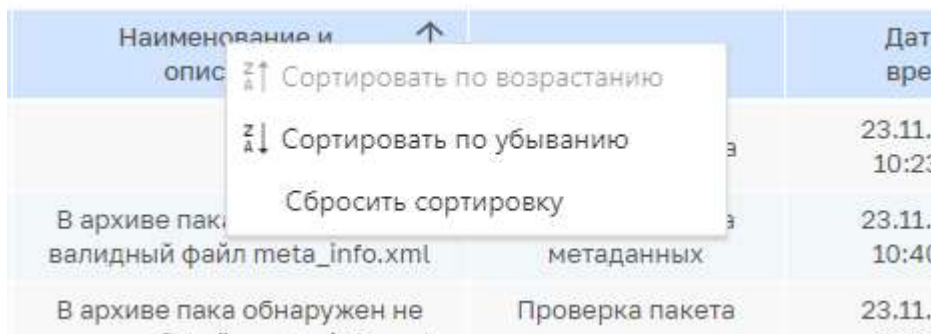 Наименование и
опис
Дат
вре
Сортировать по возрастанию
Сортировать по убыванию
Сбросить сортировку
а
23.11.
10:23
В архиве пака
валидный файл meta_info.xml
а
метаданных
23.11.
10:40
В архиве пака обнаружен не
Проверка пакета
23.11.